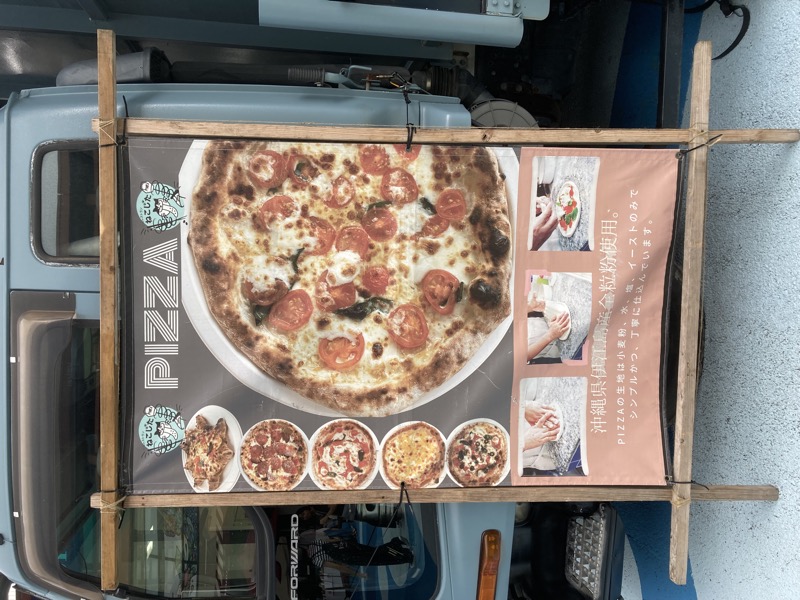 ねこじた
PIZZA
ねこじた
FORWARD
沖縄県伊江島産全粒粉使用。
PIZZAの生地は小麦粉、水、塩、イーストのみで
シンプルかつ、丁寧に仕込んでいます。